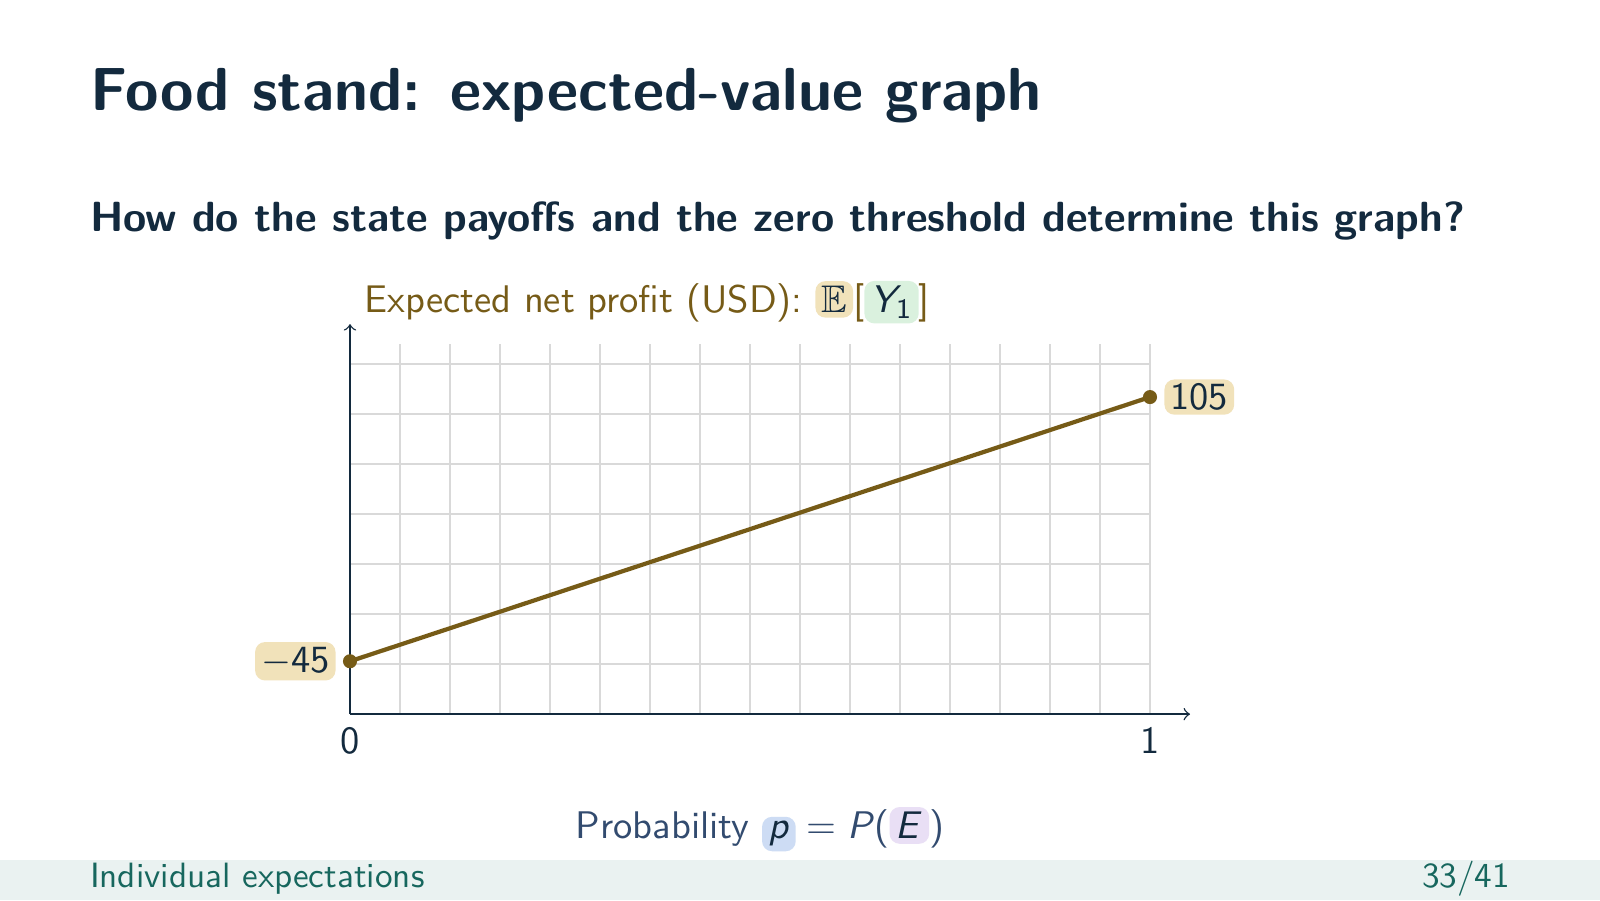 Food stand: expected-value graph
How do the state payoffs and the zero threshold determine this graph?
Expected net profit (USD): 𝔼[Y₁]
105
−45
0 1
Probability p = P(E)
Individual expectations 33/41